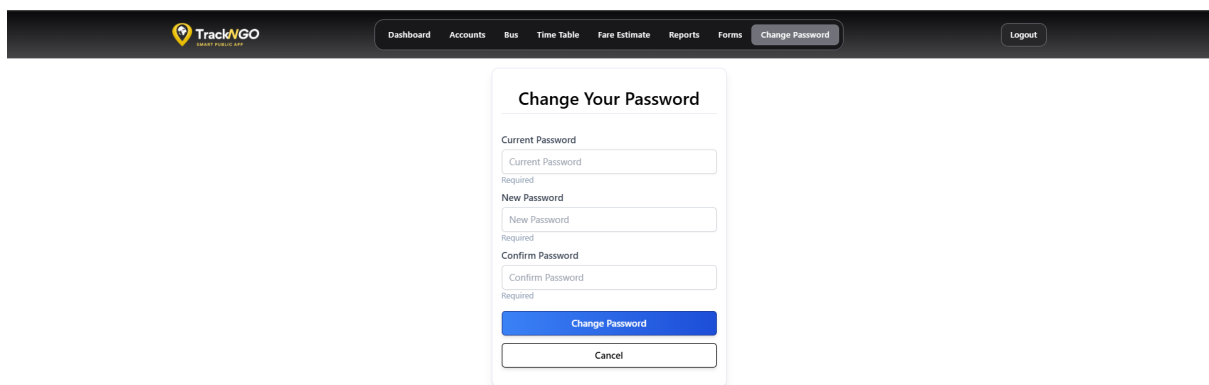 TrackNGO
SMART PUBLIC APP
Dashboard Accounts Bus Time Table Fare Estimate Reports Forms Change Password
Logout
Change Your Password
Current Password
Current Password
Required
New Password
New Password
Required
Confirm Password
Confirm Password
Required
Change Password
Cancel